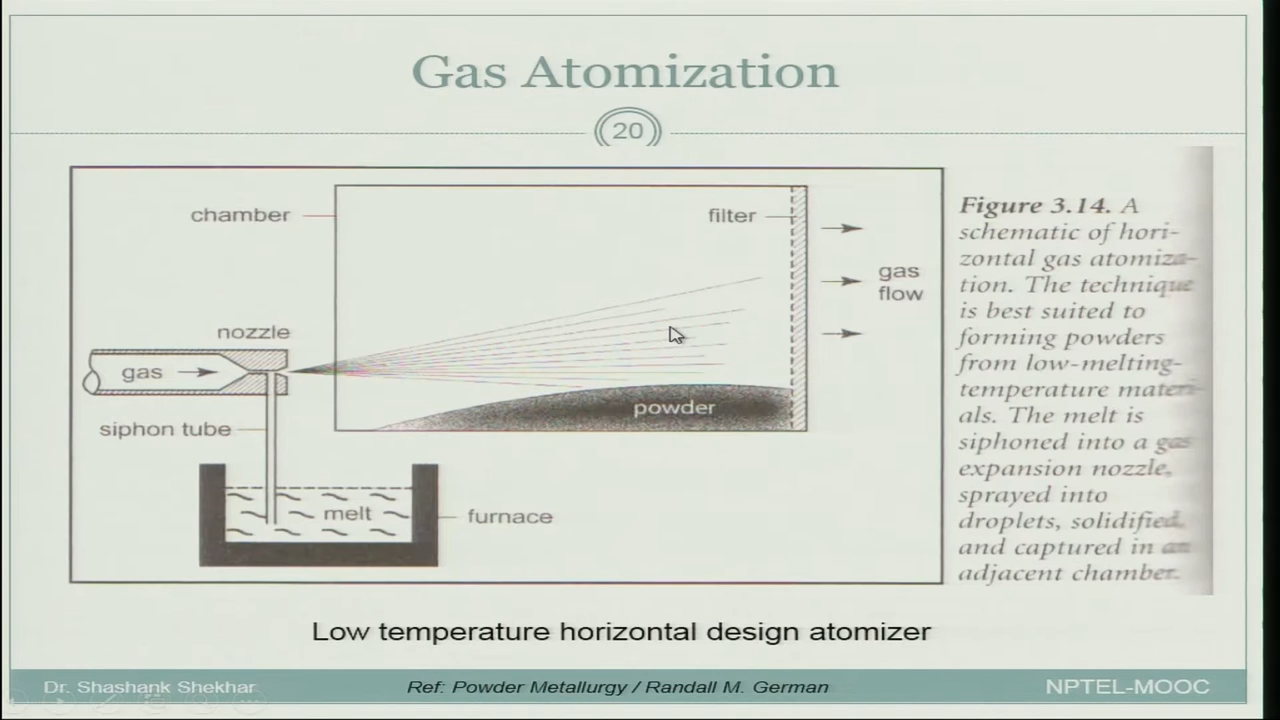 Gas Atomization
20
chamber
filter
gas
flow
nozzle
gas
siphon tube
powder
melt
furnace
Figure 3.14. A
schematic of hori-
zontal gas atomiza-
tion. The technique
is best suited to
forming powders
from low-melting-
temperature materi-
als. The melt is
siphoned into a gas
expansion nozzle,
sprayed into
droplets, solidified,
and captured in an
adjacent chamber.
Low temperature horizontal design atomizer
Dr. Shashank Shekhar
Ref: Powder Metallurgy / Randall M. German
NPTEL-MOOC